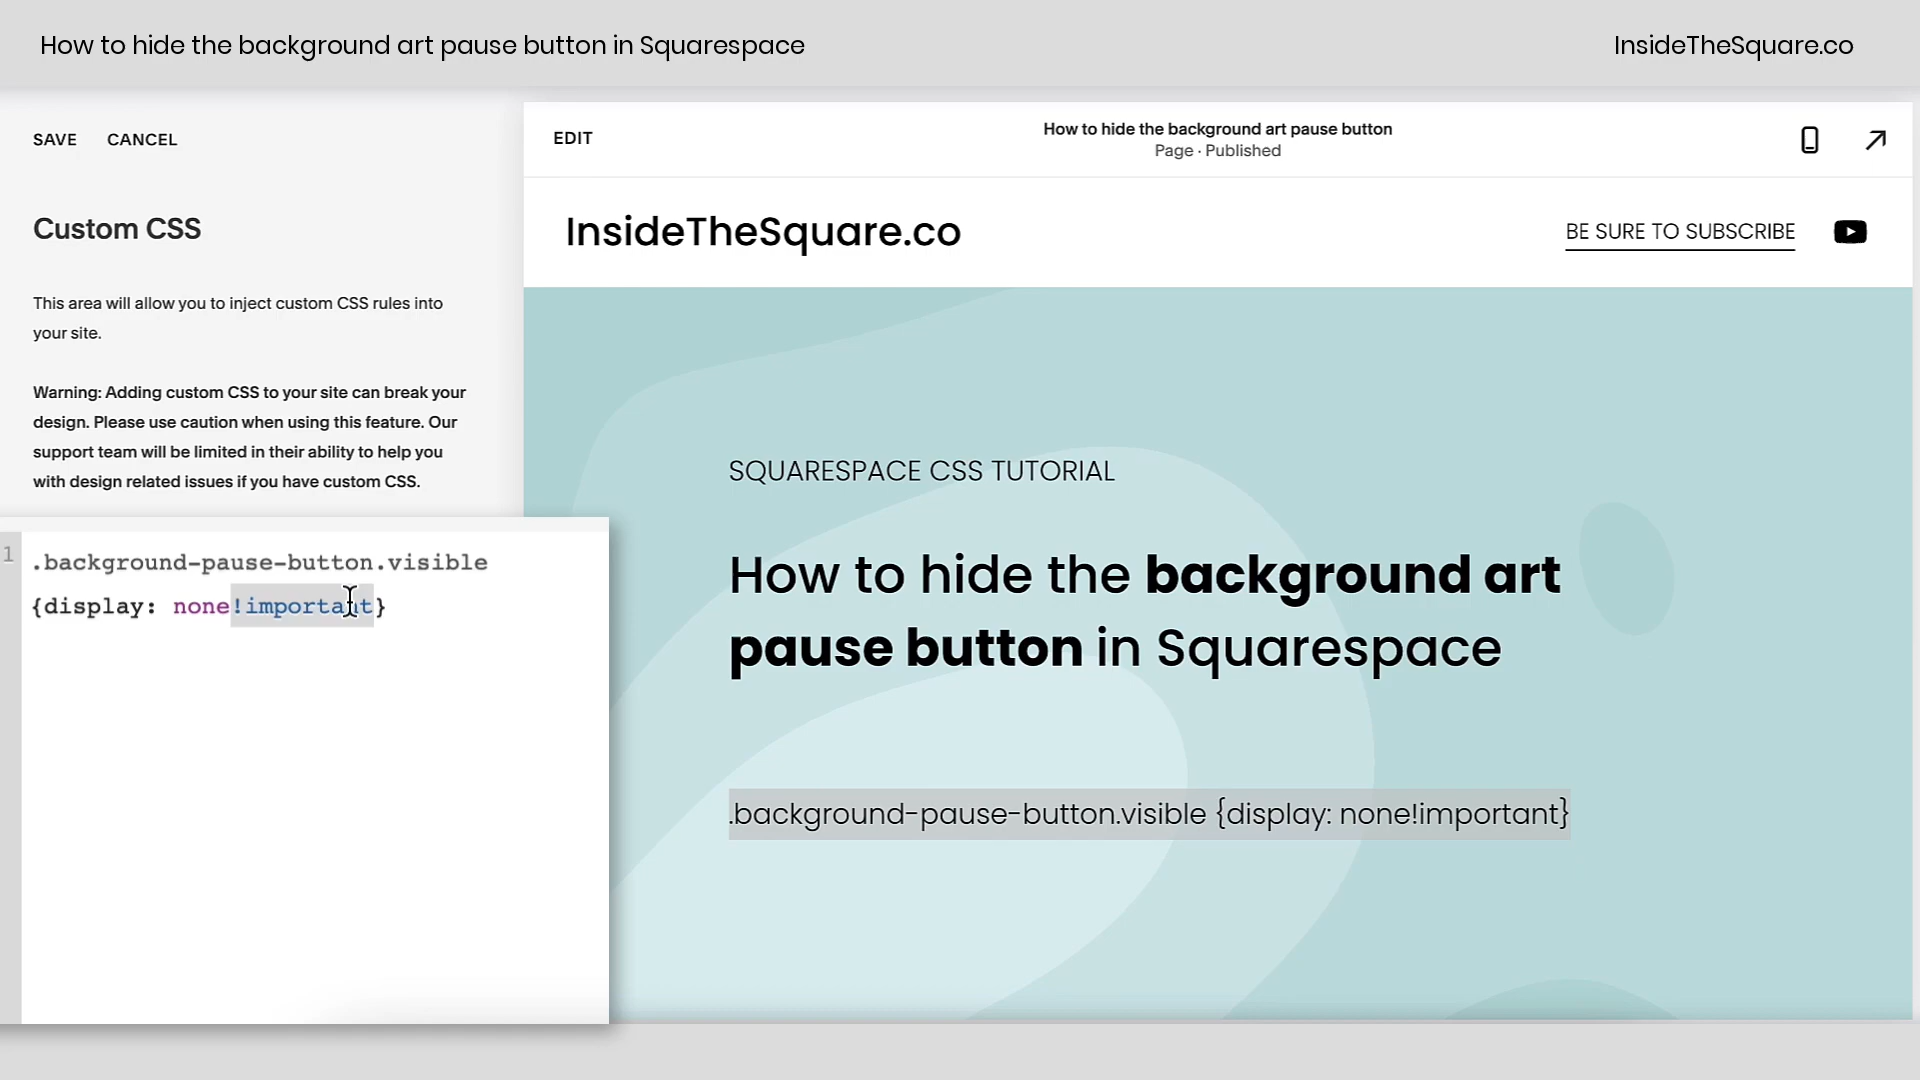 How to hide the background art pause button in Squarespace
InsideTheSquare.co
SAVE CANCEL
Custom CSS
This area will allow you to inject custom CSS rules into
your site.
Warning: Adding custom CSS to your site can break your
design. Please use caution when using this feature. Our
support team will be limited in their ability to help you
with design related issues if you have custom CSS.
1
.background-pause-button.visible
{display: none!important}
EDIT
How to hide the background art pause button
Page · Published
InsideTheSquare.co
BE SURE TO SUBSCRIBE
SQUARESPACE CSS TUTORIAL
How to hide the background art
pause button in Squarespace
.background-pause-button.visible {display: none!important}